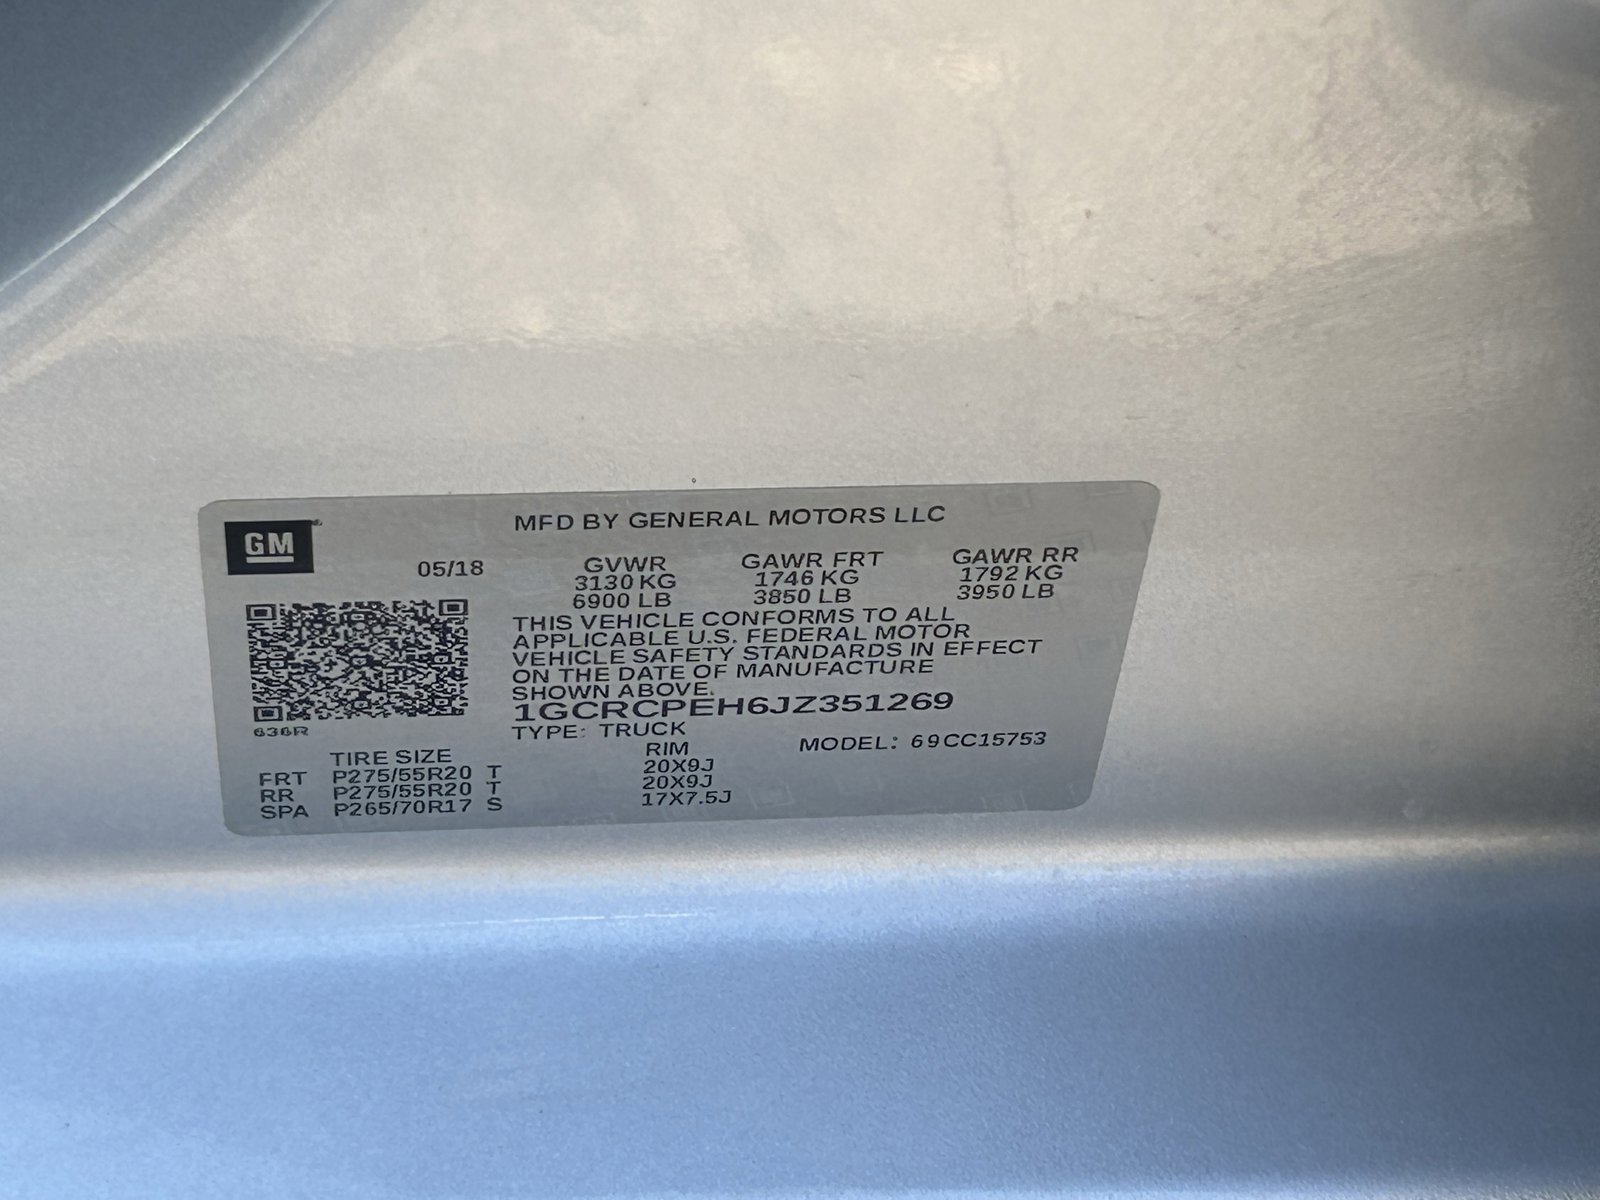 GM
MFD BY GENERAL MOTORS LLC
05/18 GVWR GAWR FRT GAWR RR
3130 KG 1746 KG 1792 KG
6900 LB 3850 LB 3950 LB
THIS VEHICLE CONFORMS TO ALL
APPLICABLE U.S. FEDERAL MOTOR
VEHICLE SAFETY STANDARDS IN EFFECT
ON THE DATE OF MANUFACTURE
SHOWN ABOVE.
1GCRCPEH6JZ351269
636R
TYPE: TRUCK MODEL: 69CC15753
TIRE SIZE RIM
FRT P275/55R20 T 20X9J
RR P275/55R20 T 20X9J
SPA P265/70R17 S 17X7.5J